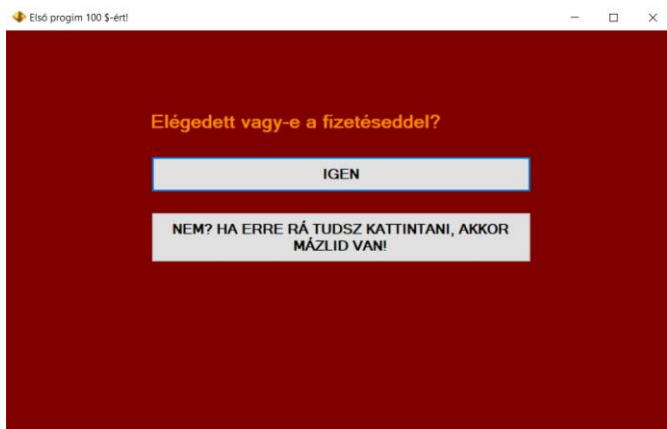 Első progim 100 $-ért!
Elégedett vagy-e a fizetéseddel?
IGEN
NEM? HA ERRE RÁ TUDSZ KATTINTANI, AKKOR
MÁZLID VAN!